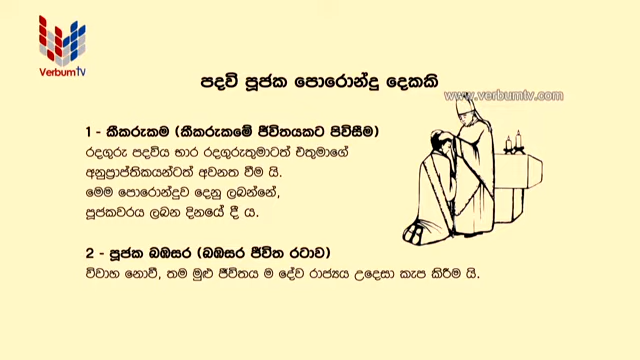 VerbumTV
පදවි පූජක පොරොන්දු දෙකකි
www.verbumtv.com
1 - කීකරුකම (කීකරුකමේ ජීවිතයකට පිවිසීම)
රදගුරු පදවිය භාර රදගුරුතුමාටත් එතුමාගේ
අනුප්‍රාප්තිකයන්ටත් අවනත වීම යි.
මෙම පොරොන්දුව දෙනු ලබන්නේ,
පූජකවරය ලබන දිනයේ දී ය.
2 - පූජක බඹසර (බඹසර ජීවිත රටාව)
විවාහ නොවී, තම මුළු ජීවිතය ම දේව රාජ්‍යය උදෙසා කැප කිරීම යි.